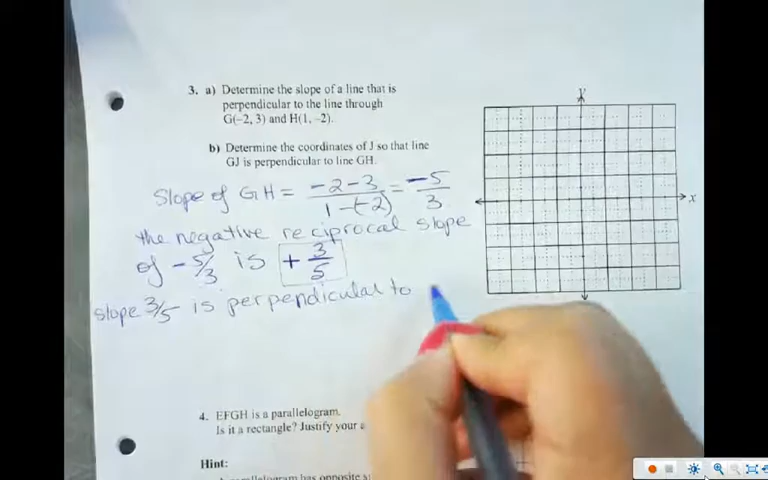 3. a) Determine the slope of a line that is
perpendicular to the line through
G(−2, 3) and H(1, −2).
b) Determine the coordinates of J so that line
GJ is perpendicular to line GH.
Slope of GH = -2-3 / 1-(-2) = -5/3
the negative reciprocal slope
of -5/3 is +3/5
slope 3/5 is perpendicular to
y
x
4. EFGH is a parallelogram.
Is it a rectangle? Justify your
Hint: